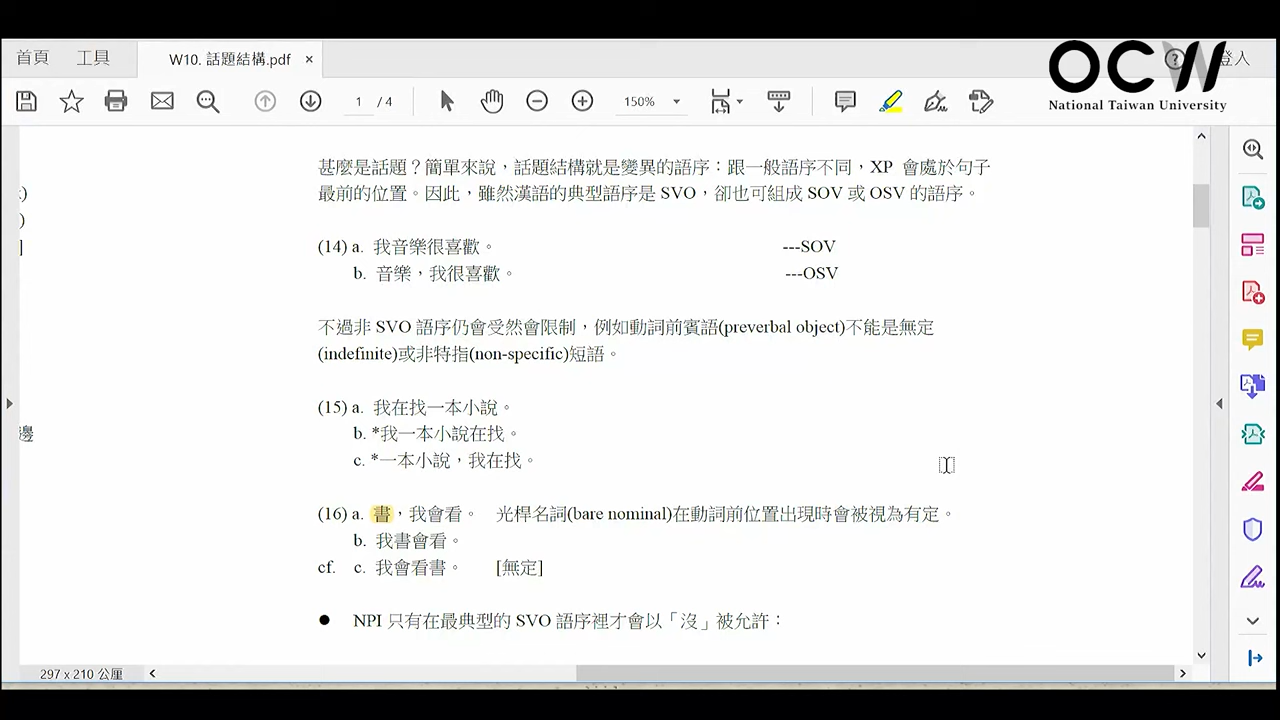 首頁 工具 W10. 話題結構.pdf × 登入
OCW
National Taiwan University
1 / 4 150%
甚麼是話題？簡單來說，話題結構就是變異的語序：跟一般語序不同，XP 會處於句子
最前的位置。因此，雖然漢語的典型語序是 SVO，卻也可組成 SOV 或 OSV 的語序。
(14) a. 我音樂很喜歡。 ---SOV
b. 音樂，我很喜歡。 ---OSV
不過非 SVO 語序仍會受然會限制，例如動詞前賓語(preverbal object)不能是無定
(indefinite)或非特指(non-specific)短語。
(15) a. 我在找一本小說。
邊 b. *我一本小說在找。
c. *一本小說，我在找。
(16) a. 書，我會看。 光桿名詞(bare nominal)在動詞前位置出現時會被視為有定。
b. 我書會看。
cf. c. 我會看書。 [無定]
● NPI 只有在最典型的 SVO 語序裡才會以「沒」被允許：
297 x 210 公厘